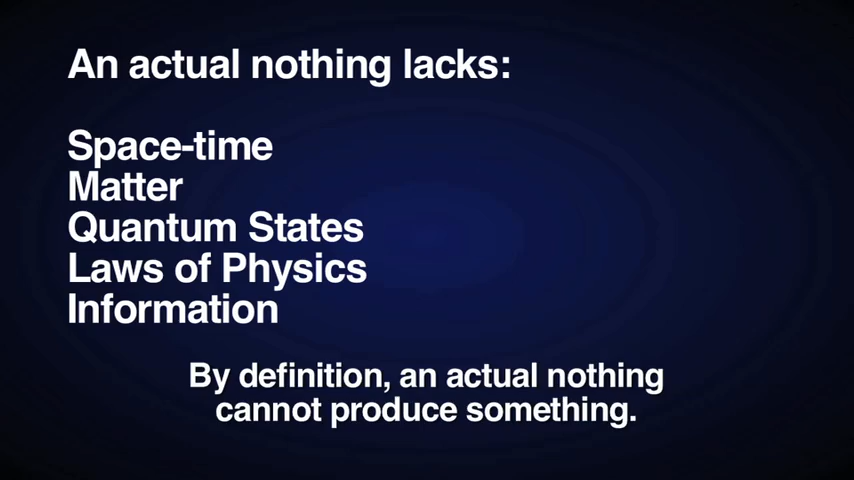 An actual nothing lacks:
Space-time
Matter
Quantum States
Laws of Physics
Information
By definition, an actual nothing
cannot produce something.